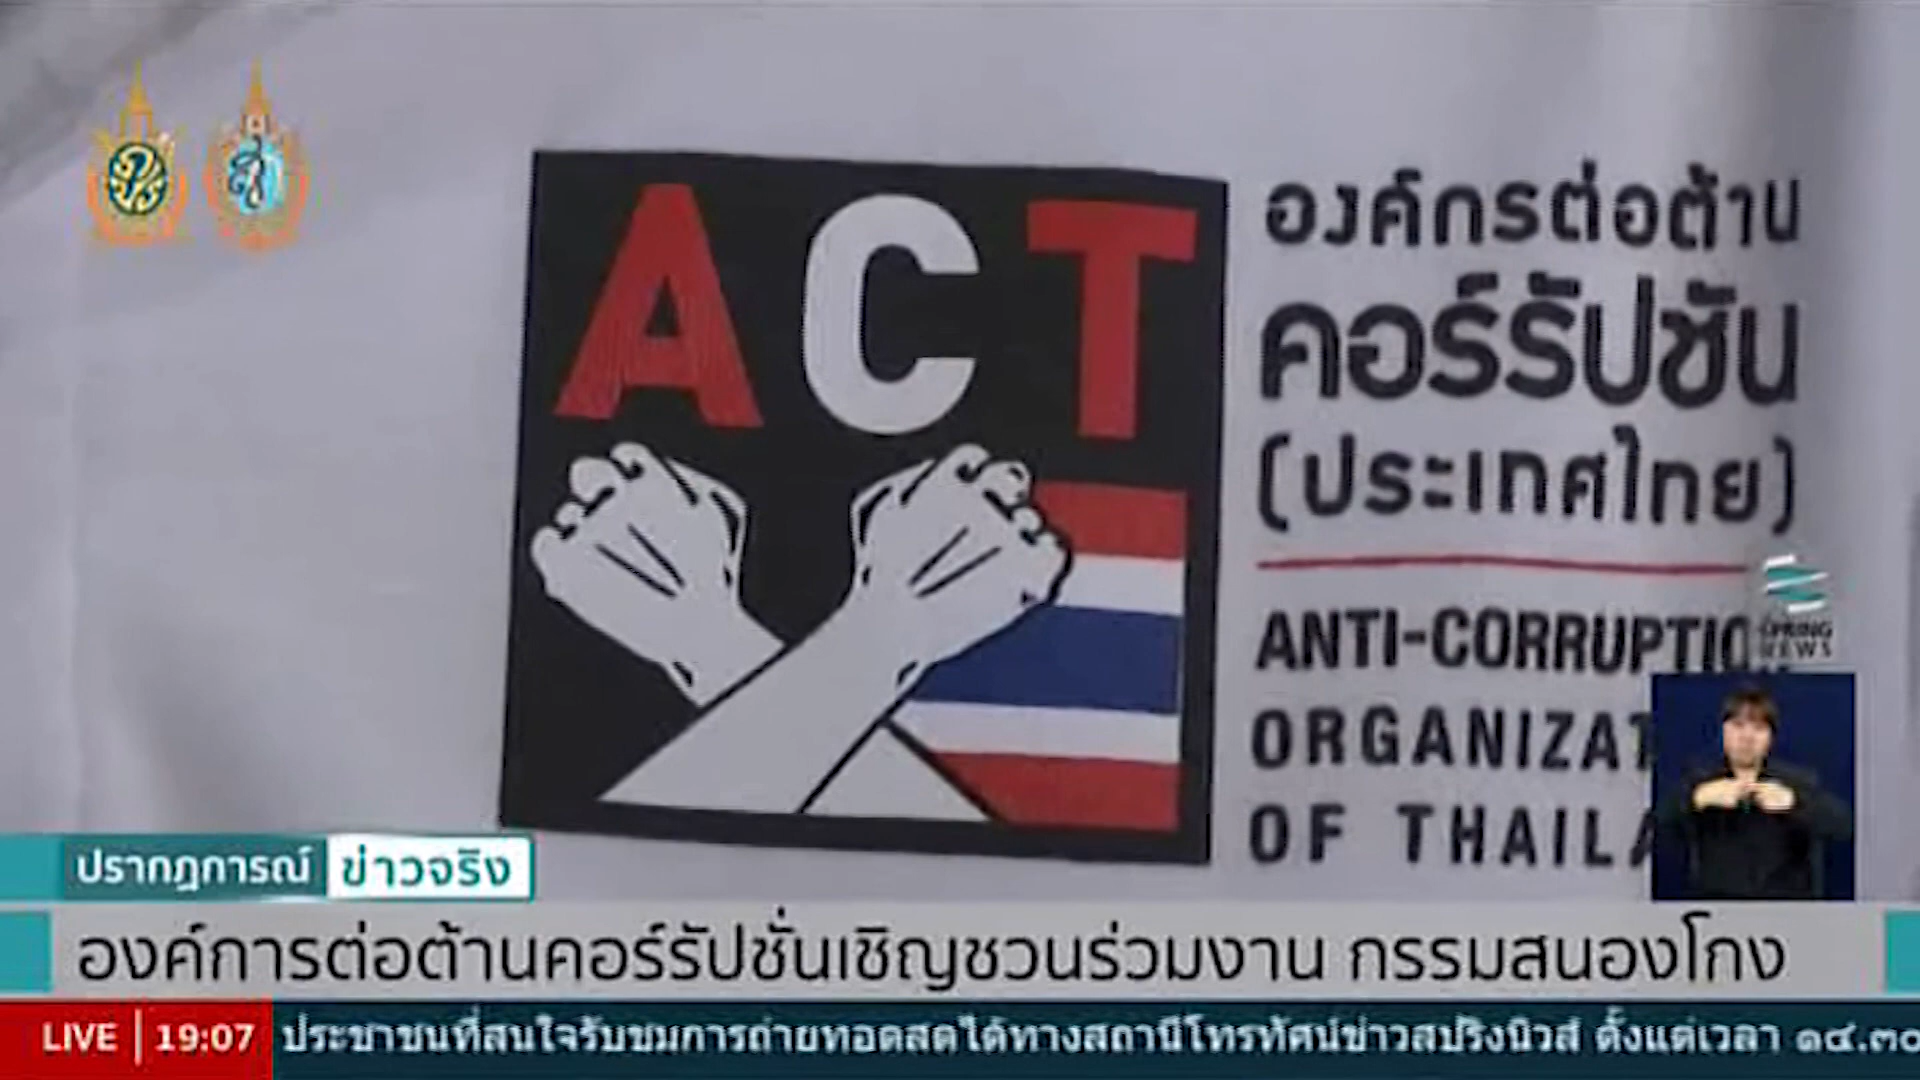 ACT
องค์กรต่อต้าน
คอร์รัปชัน
(ประเทศไทย)
ANTI-CORRUPTION
SPRING
NEWS
OF
ปรากฏการณ์ ข่าวจริง
องค์การต่อต้านคอร์รัปชั่นเชิญชวนร่วมงาน กรรมสนองโกง
LIVE 19:07 ประชาชนที่สนใจรับชมการถ่ายทอดสดได้ทางสถานีโทรทัศน์ข่าวสปริงนิวส์ ตั้งแต่เวลา ๑๔.๓๐